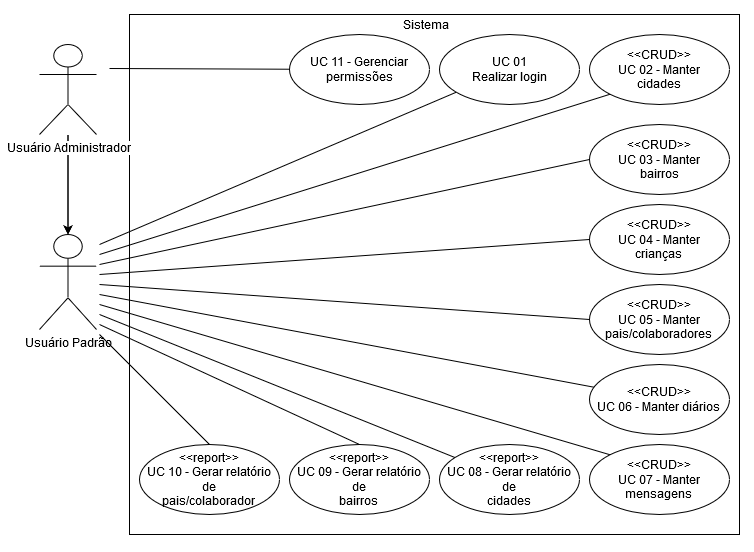 Sistema
UC 11 - Gerenciar
permissões
UC 01
Realizar login
<<CRUD>>
UC 02 - Manter
cidades
Usuário Administrador
<<CRUD>>
UC 03 - Manter
bairros
<<CRUD>>
UC 04 - Manter
crianças
<<CRUD>>
UC 05 - Manter
pais/colaboradores
Usuário Padrão
<<CRUD>>
UC 06 - Manter diários
<<report>>
UC 10 - Gerar relatório
de
pais/colaborador
<<report>>
UC 09 - Gerar relatório
de
bairros
<<report>>
UC 08 - Gerar relatório
de
cidades
<<CRUD>>
UC 07 - Manter
mensagens